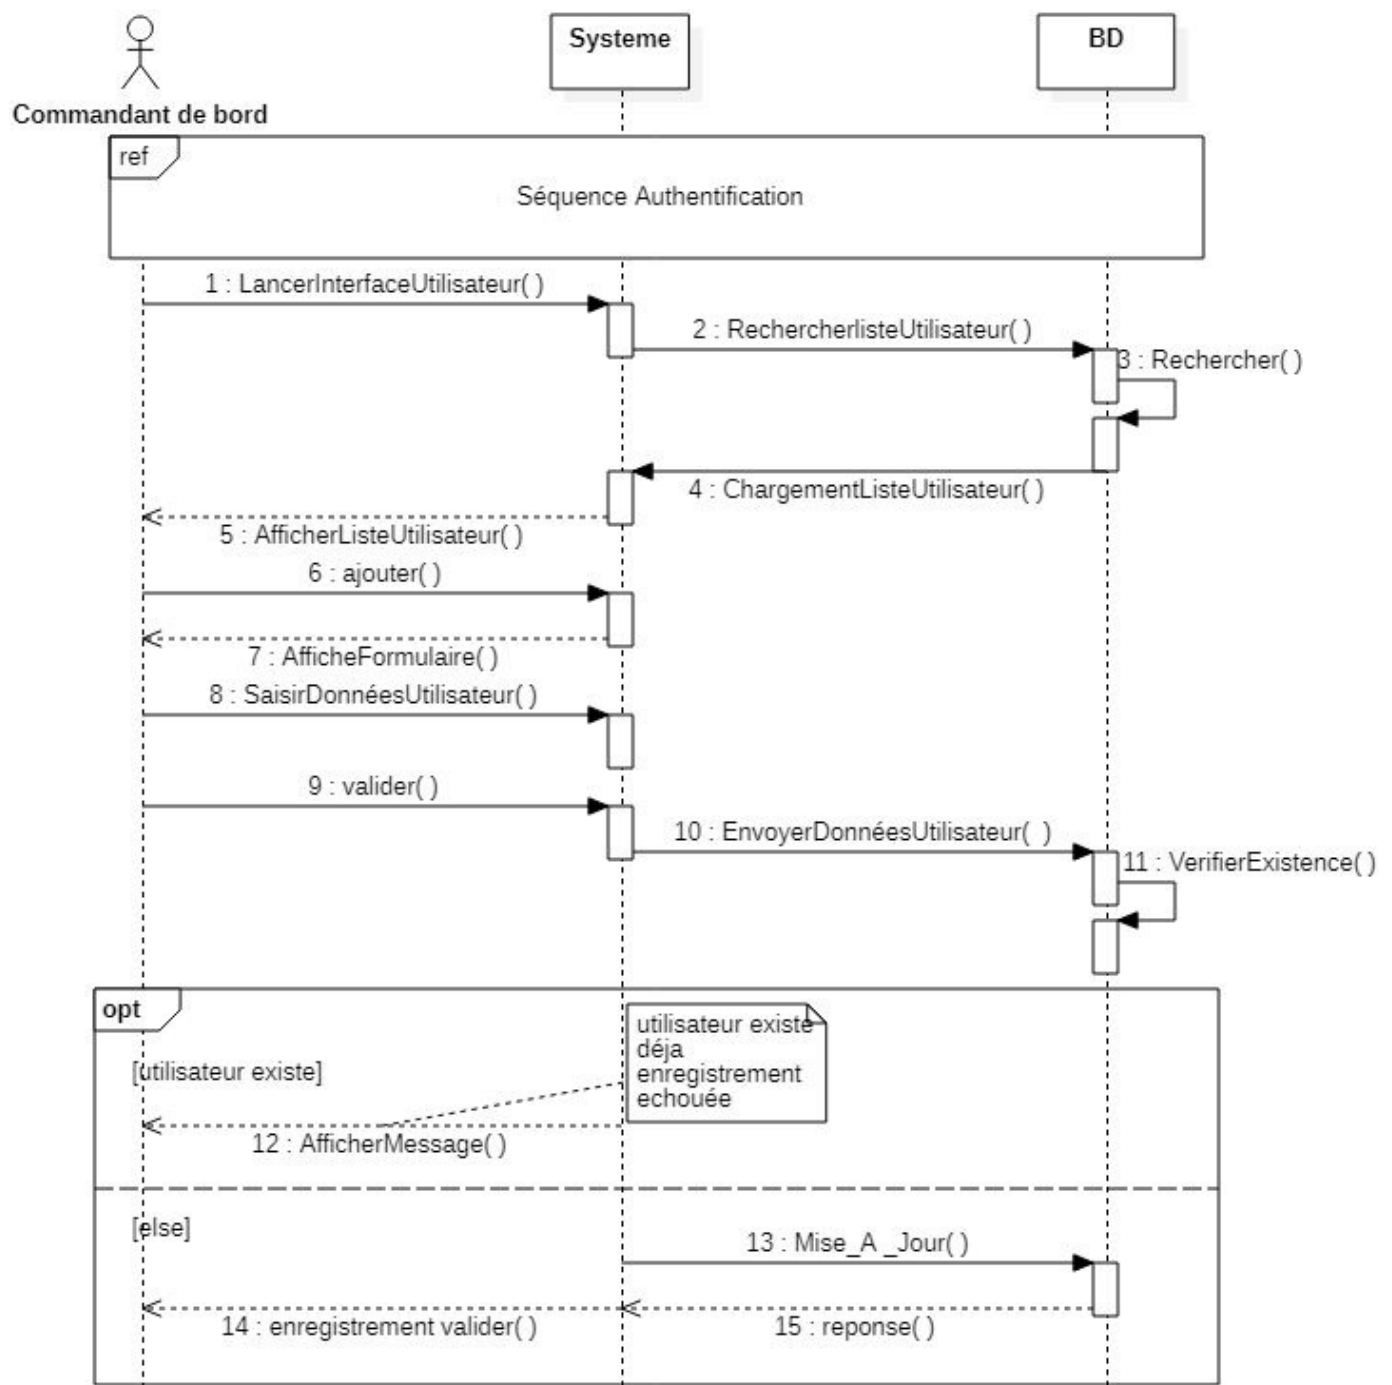 Systeme
BD
Commandant de bord
ref
Séquence Authentification
1 : LancerInterfaceUtilisateur( )
2 : RechercherlisteUtilisateur( )
3 : Rechercher( )
4 : ChargementListeUtilisateur( )
5 : AfficherListeUtilisateur( )
6 : ajouter( )
7 : AfficheFormulaire( )
8 : SaisirDonnéesUtilisateur( )
9 : valider( )
10 : EnvoyerDonnéesUtilisateur(  )
11 : VerifierExistence( )
opt
utilisateur existe
déja
enregistrement
echouée
[utilisateur existe]
12 : AfficherMessage( )
[else]
13 : Mise_A _Jour( )
14 : enregistrement valider( )
15 : reponse( )